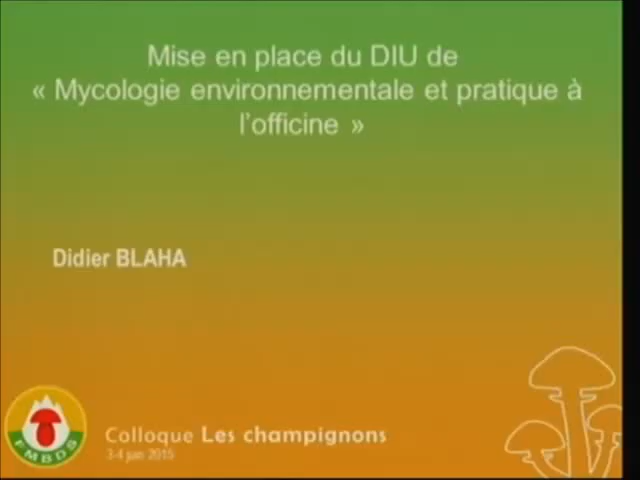 Mise en place du DIU de
« Mycologie environnementale et pratique à
l'officine »
Didier BLAHA
FMBDS
Colloque Les champignons
3-4 juin 2015